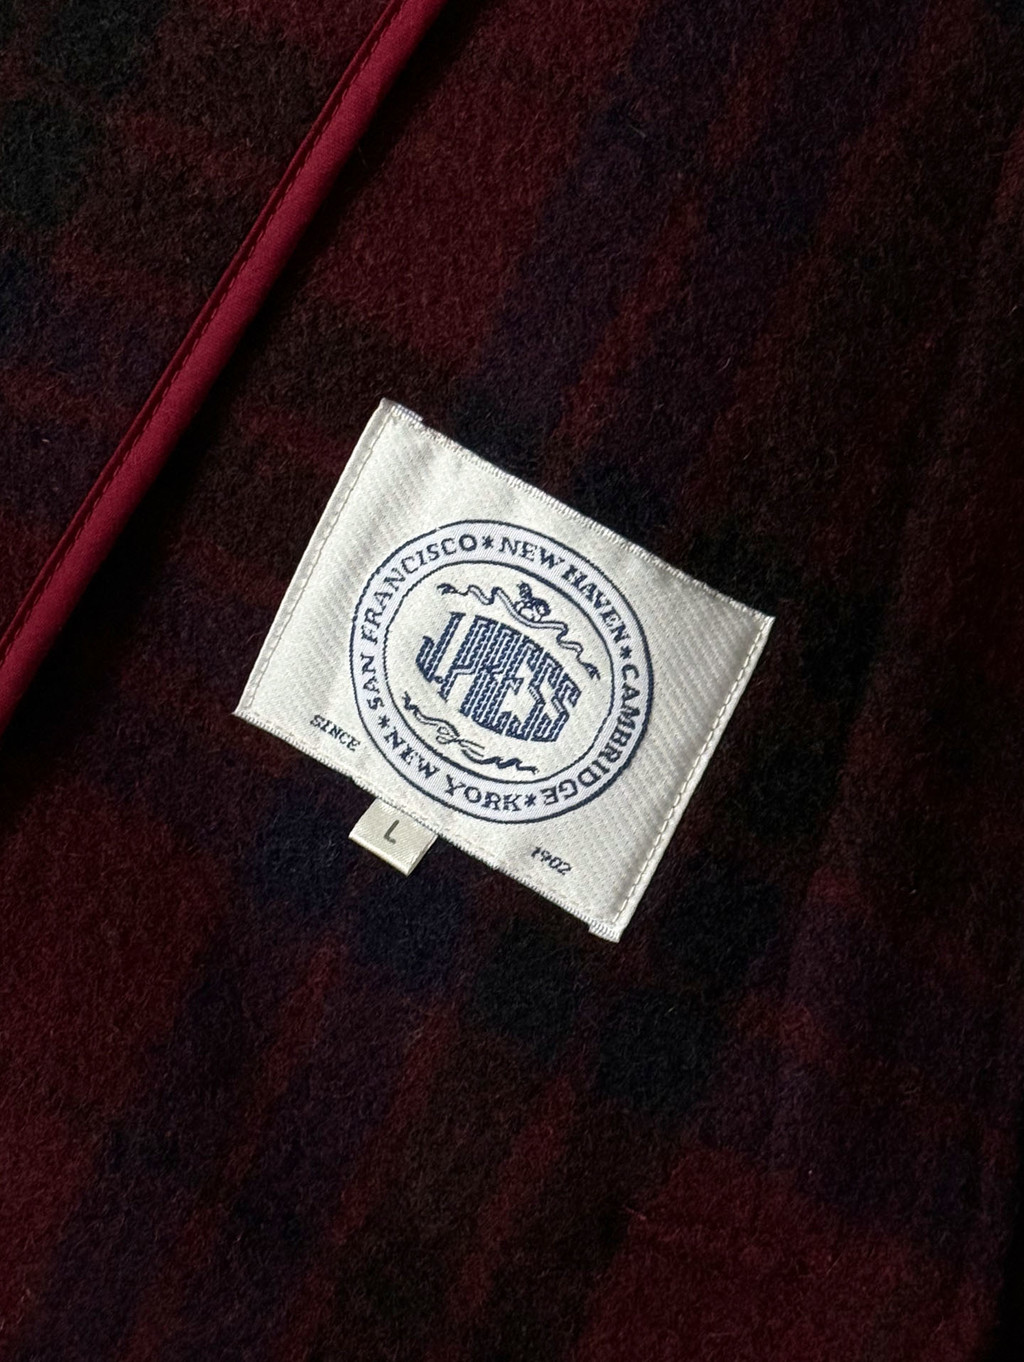 SAN FRANCISCO * NEW HAVEN * CAMBRIDGE * NEW YORK *
J.PRESS
SINCE
1902
L